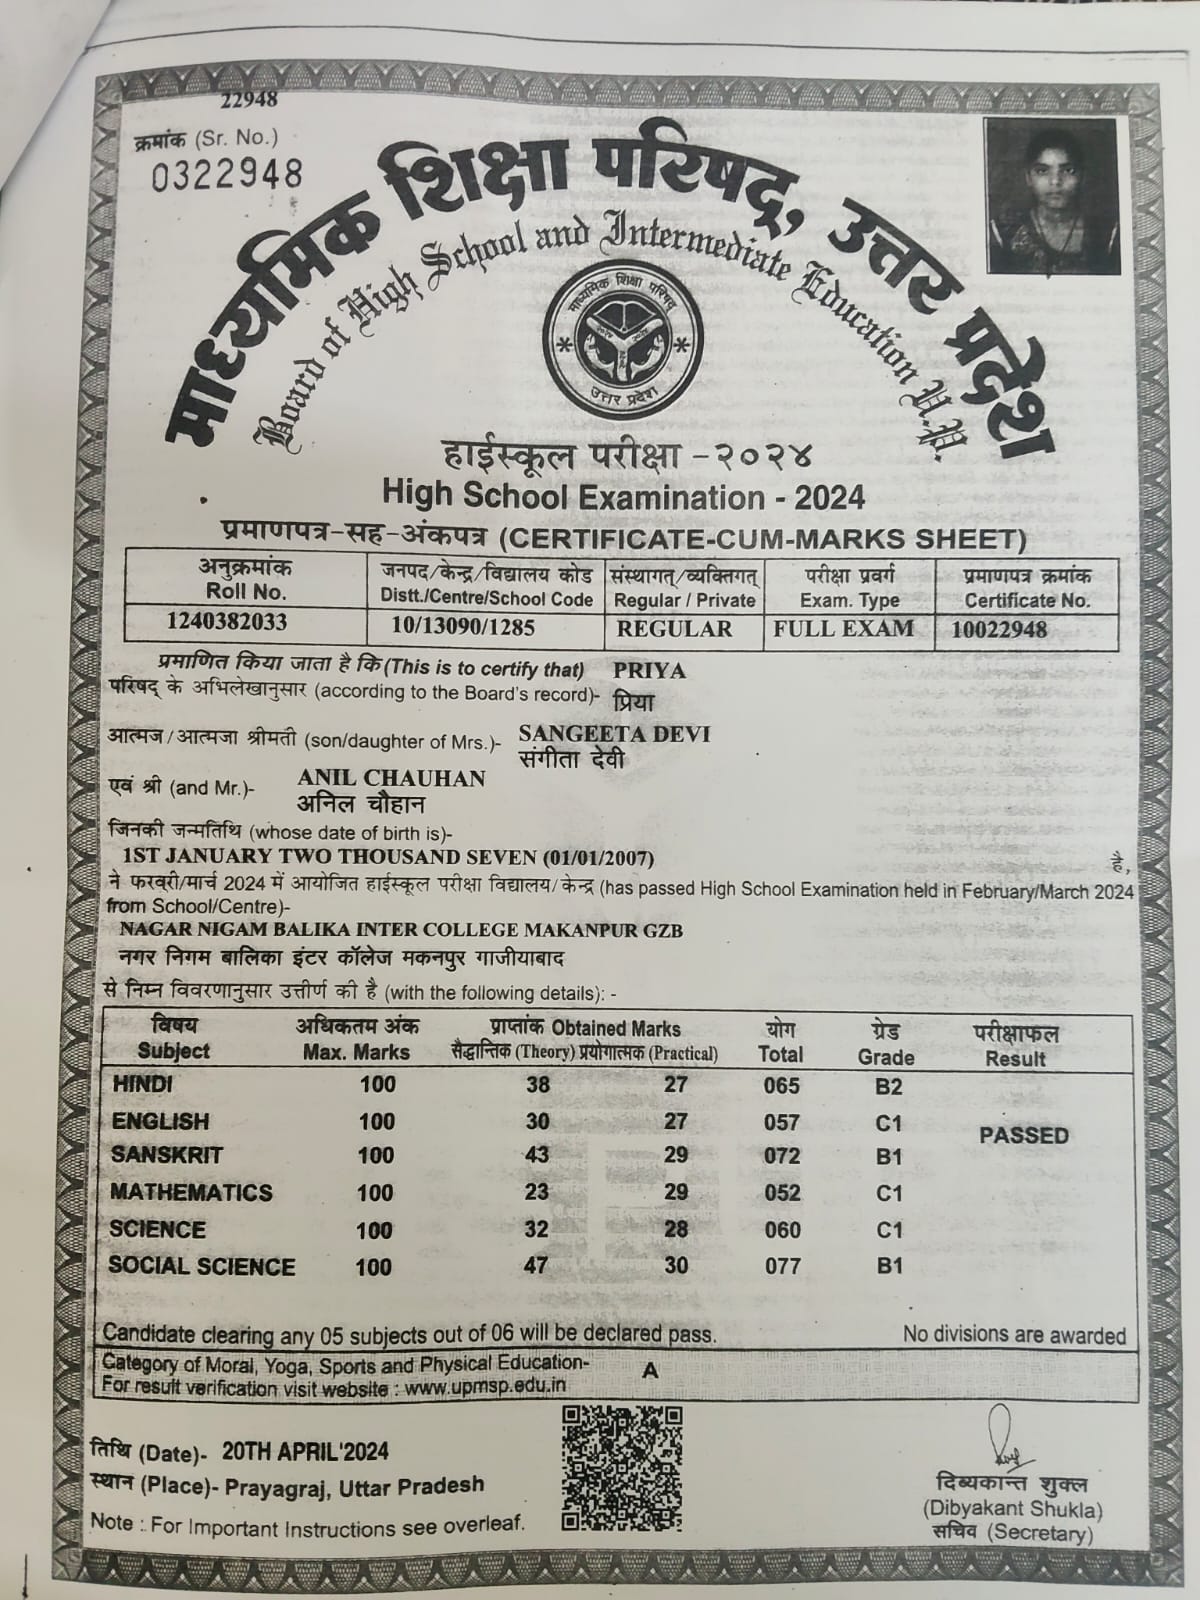 22948
क्रमांक (Sr. No.)
0322948
माध्यमिक शिक्षा परिषद्, उत्तर प्रदेश
Board of High School and Intermediate Education U.P.
माध्यमिक शिक्षा परिषद्
उत्तर प्रदेश
हाईस्कूल परीक्षा -२०२४
High School Examination - 2024
प्रमाणपत्र-सह-अंकपत्र (CERTIFICATE-CUM-MARKS SHEET)
अनुक्रमांक जनपद/केन्द्र/विद्यालय कोड संस्थागत्/व्यक्तिगत् परीक्षा प्रवर्ग प्रमाणपत्र क्रमांक
Roll No. Distt./Centre/School Code Regular / Private Exam. Type Certificate No.
1240382033 10/13090/1285 REGULAR FULL EXAM 10022948
प्रमाणित किया जाता है कि (This is to certify that) PRIYA
परिषद् के अभिलेखानुसार (according to the Board's record)- प्रिया
आत्मज/आत्मजा श्रीमती (son/daughter of Mrs.)- SANGEETA DEVI
संगीता देवी
एवं श्री (and Mr.)- ANIL CHAUHAN
अनिल चौहान
जिनकी जन्मतिथि (whose date of birth is)-
1ST JANUARY TWO THOUSAND SEVEN (01/01/2007) है,
ने फरवरी/मार्च 2024 में आयोजित हाईस्कूल परीक्षा विद्यालय/केन्द्र (has passed High School Examination held in February/March 2024
from School/Centre)-
NAGAR NIGAM BALIKA INTER COLLEGE MAKANPUR GZB
नगर निगम बालिका इंटर कॉलेज मकनपुर गाजीयाबाद
से निम्न विवरणानुसार उत्तीर्ण की है (with the following details): -
विषय अधिकतम अंक प्राप्तांक Obtained Marks योग ग्रेड परीक्षाफल
Subject Max. Marks सैद्धान्तिक (Theory) प्रयोगात्मक (Practical) Total Grade Result
HINDI 100 38 27 065 B2
ENGLISH 100 30 27 057 C1 PASSED
SANSKRIT 100 43 29 072 B1
MATHEMATICS 100 23 29 052 C1
SCIENCE 100 32 28 060 C1
SOCIAL SCIENCE 100 47 30 077 B1
Candidate clearing any 05 subjects out of 06 will be declared pass. No divisions are awarded
Category of Moral, Yoga, Sports and Physical Education- A
For result verification visit website : www.upmsp.edu.in
तिथि (Date)- 20TH APRIL'2024
स्थान (Place)- Prayagraj, Uttar Pradesh
Note : For Important Instructions see overleaf.
दिब्यकान्त शुक्ल
(Dibyakant Shukla)
सचिव (Secretary)